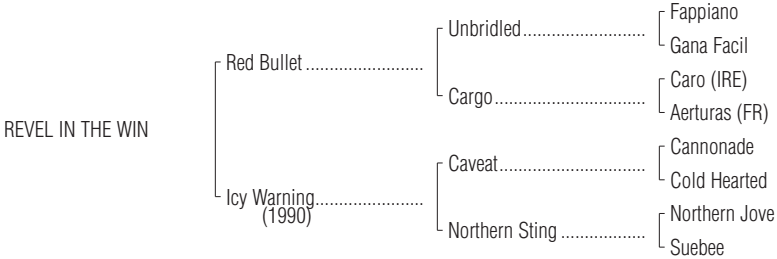 Fappiano
Unbridled
Gana Facil
Red Bullet
Caro (IRE)
Cargo
Aerturas (FR)
REVEL IN THE WIN
Cannonade
Caveat
Cold Hearted
Icy Warning
(1990)
Northern Jove
Northern Sting
Suebee